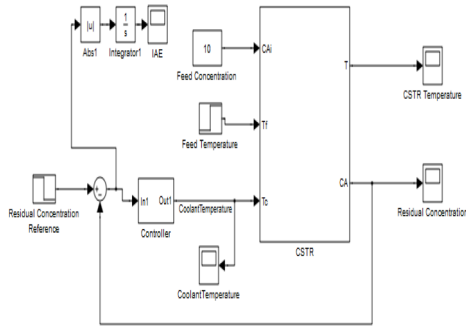 |u|
1
s
Abs1
Integrator1
IAE
10
Feed Concentration
CAi
T
CSTR Temperature
Feed Temperature
Tf
Residual Concentration
Reference
In1
Out1
Controller
CoolantTemperature
Tc
CA
CSTR
Residual Concentration
CoolantTemperature